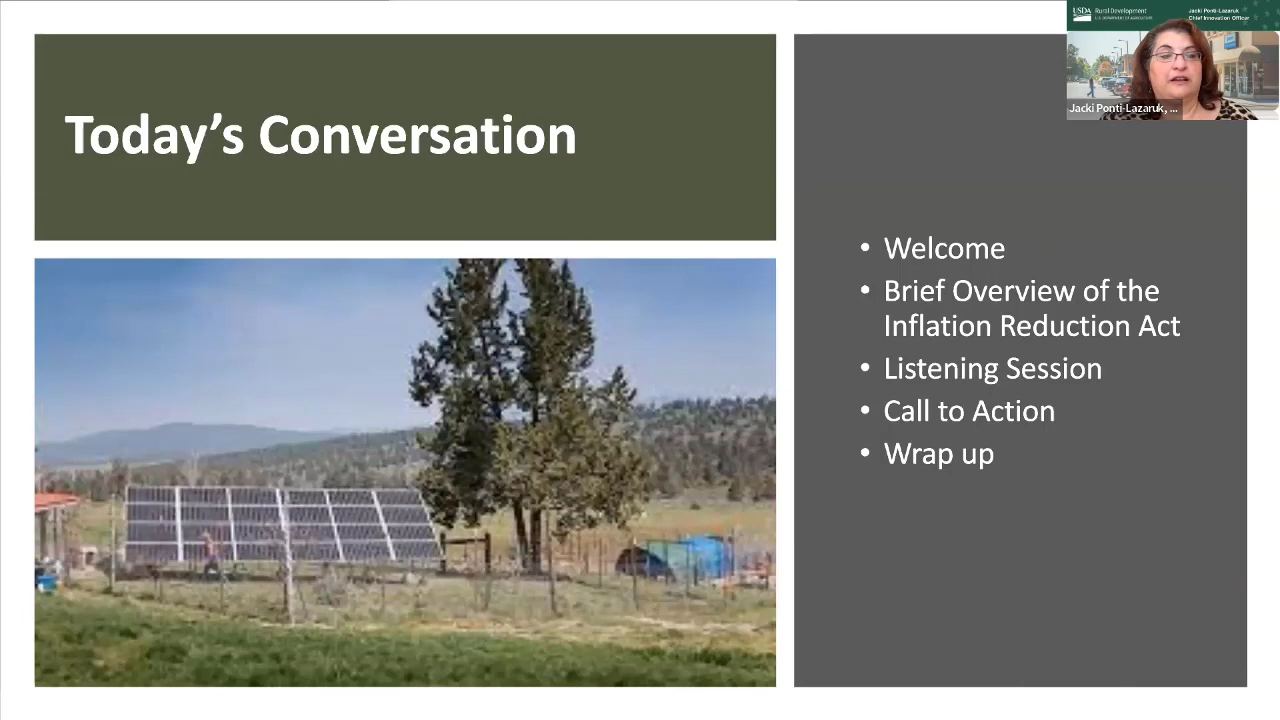 USDA Rural Development
U.S. DEPARTMENT OF AGRICULTURE
Jacki Ponti-Lazaruk
Chief Innovation Officer
Jacki Ponti-Lazaruk, ...
Today's Conversation
• Welcome
• Brief Overview of the
Inflation Reduction Act
• Listening Session
• Call to Action
• Wrap up